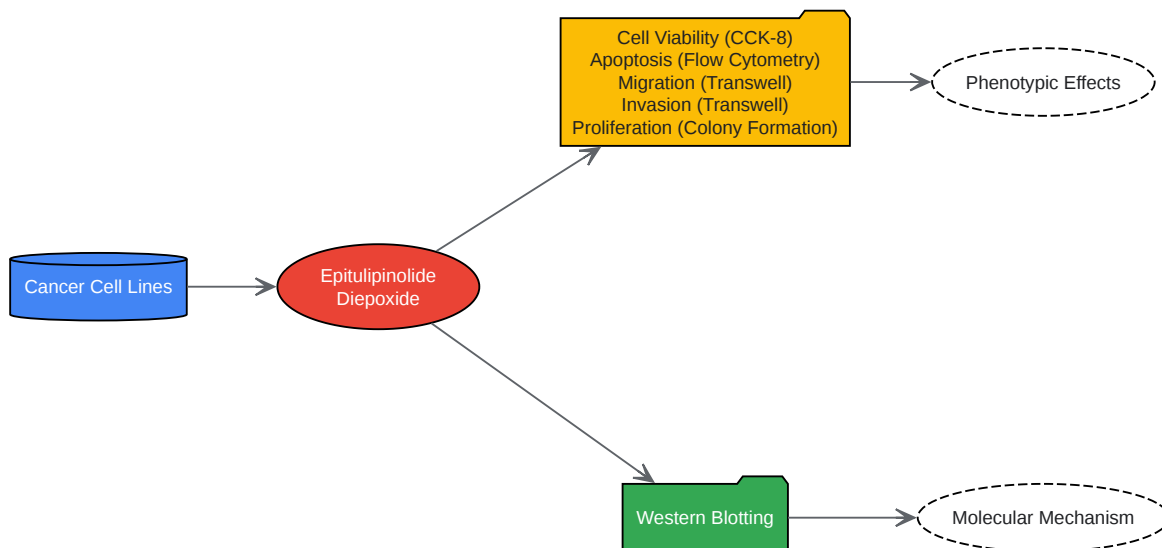 Cell Viability (CCK-8)
Apoptosis (Flow Cytometry)
Migration (Transwell)
Invasion (Transwell)
Proliferation (Colony Formation)
Phenotypic Effects
Cancer Cell Lines
Epitulipinolide
Diepoxide
Western Blotting
Molecular Mechanism